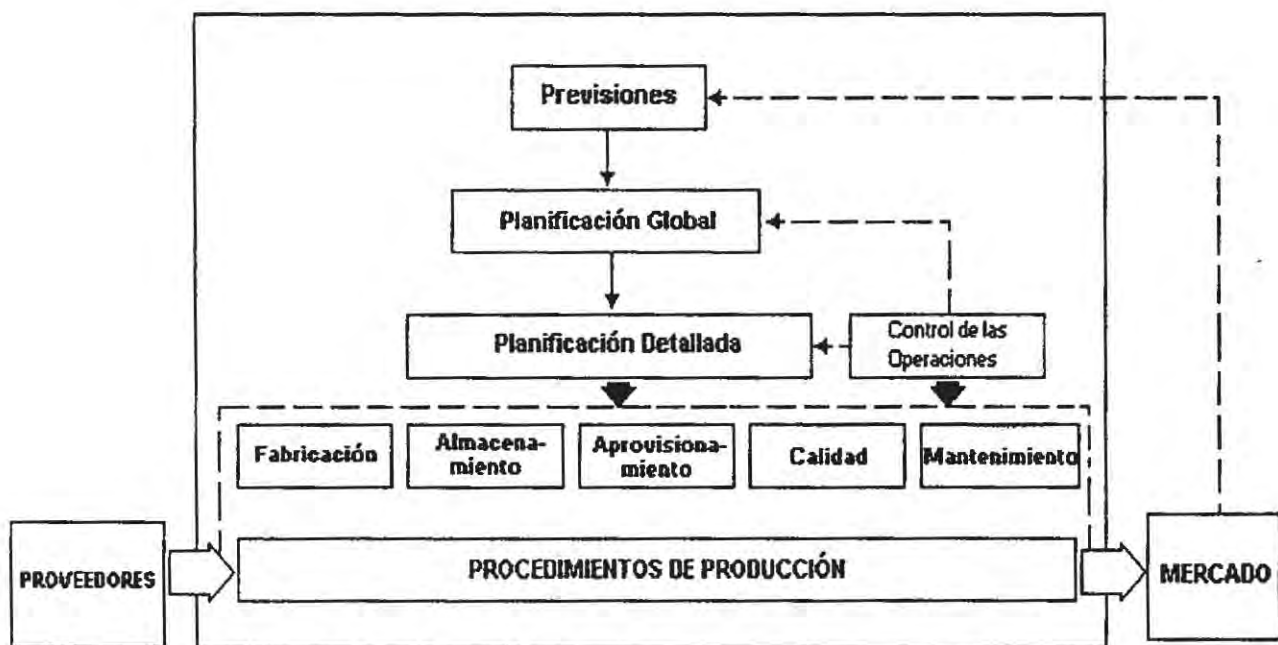 Previsiones
Planificación Global
Planificación Detallada
Control de las
Operaciones
Fabricación
Almacena-
miento
Aprovisiona-
miento
Calidad
Mantenimiento
PROVEEDORES
PROCEDIMIENTOS DE PRODUCCIÓN
MERCADO